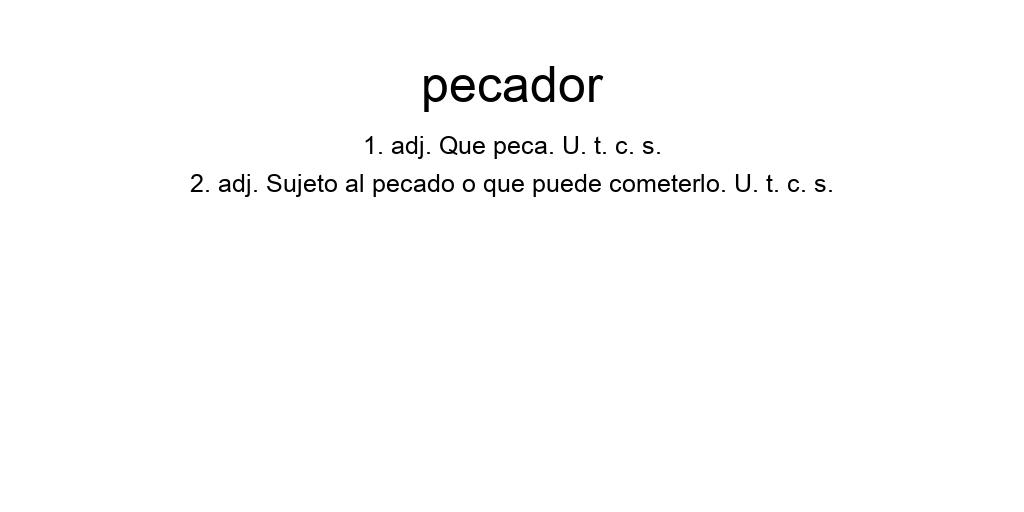 pecador
1. adj. Que peca. U. t. c. s.
2. adj. Sujeto al pecado o que puede cometerlo. U. t. c. s.